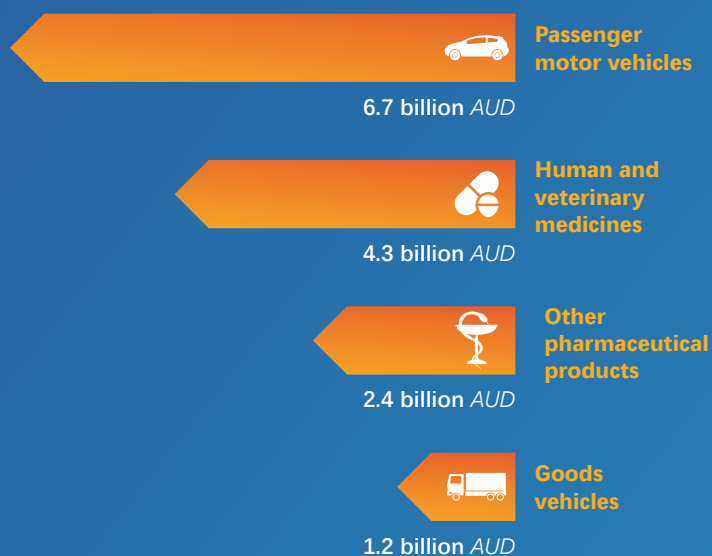 Passenger
motor vehicles
6.7 billion AUD
Human and
veterinary
medicines
4.3 billion AUD
Other
pharmaceutical
products
2.4 billion AUD
Goods
vehicles
1.2 billion AUD